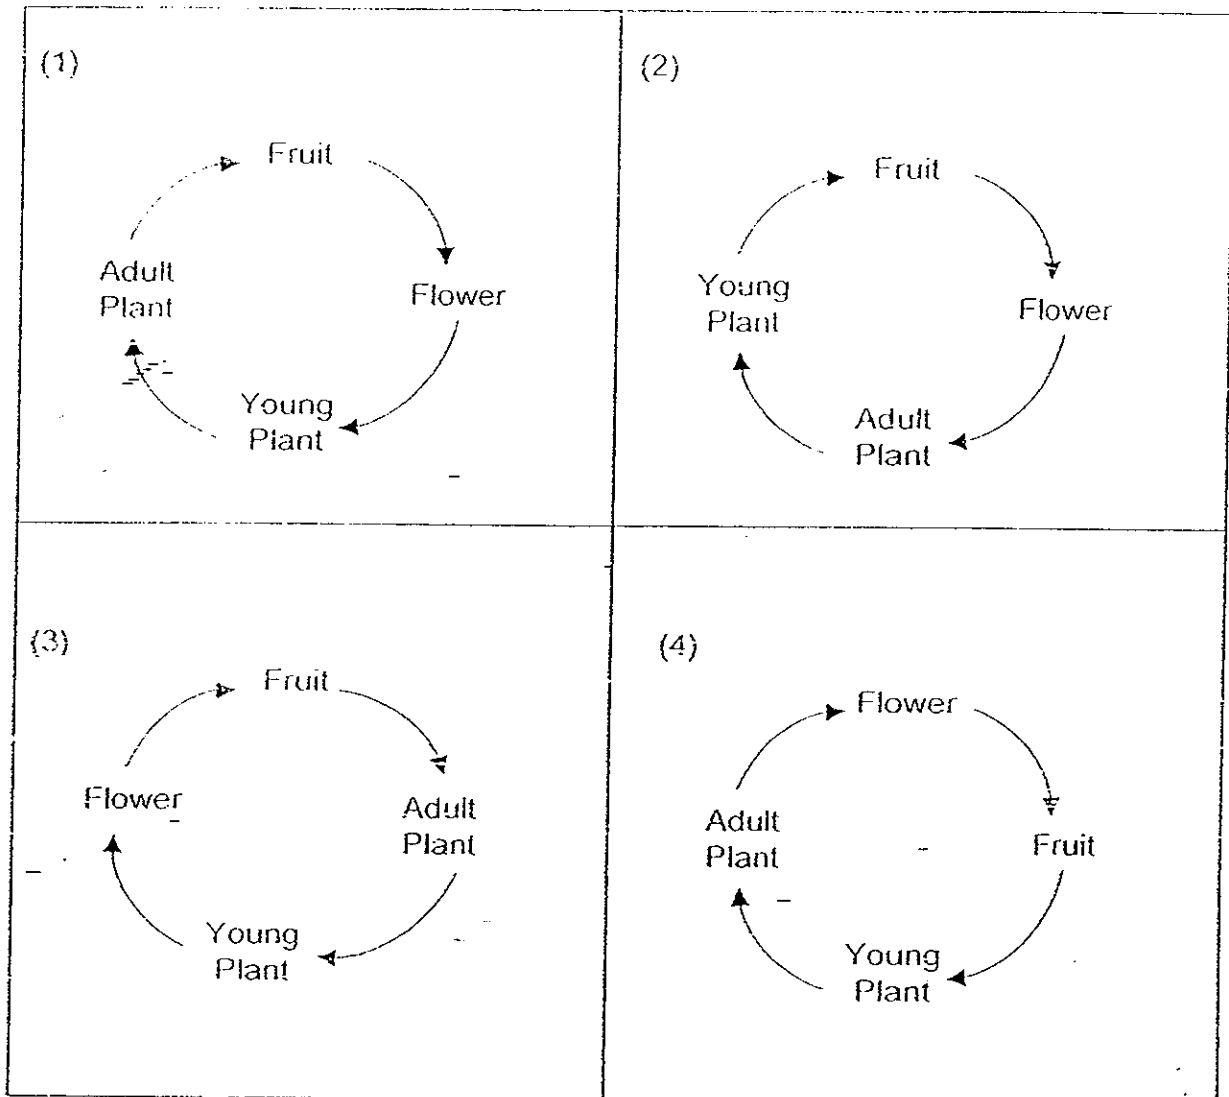 (1)
Fruit
Adult
Plant
Flower
Young
Plant
(2)
Fruit
Young
Plant
Flower
Adult
Plant
(3)
Fruit
Flower
Adult
Plant
Young
Plant
(4)
Flower
Adult
Plant
Fruit
Young
Plant